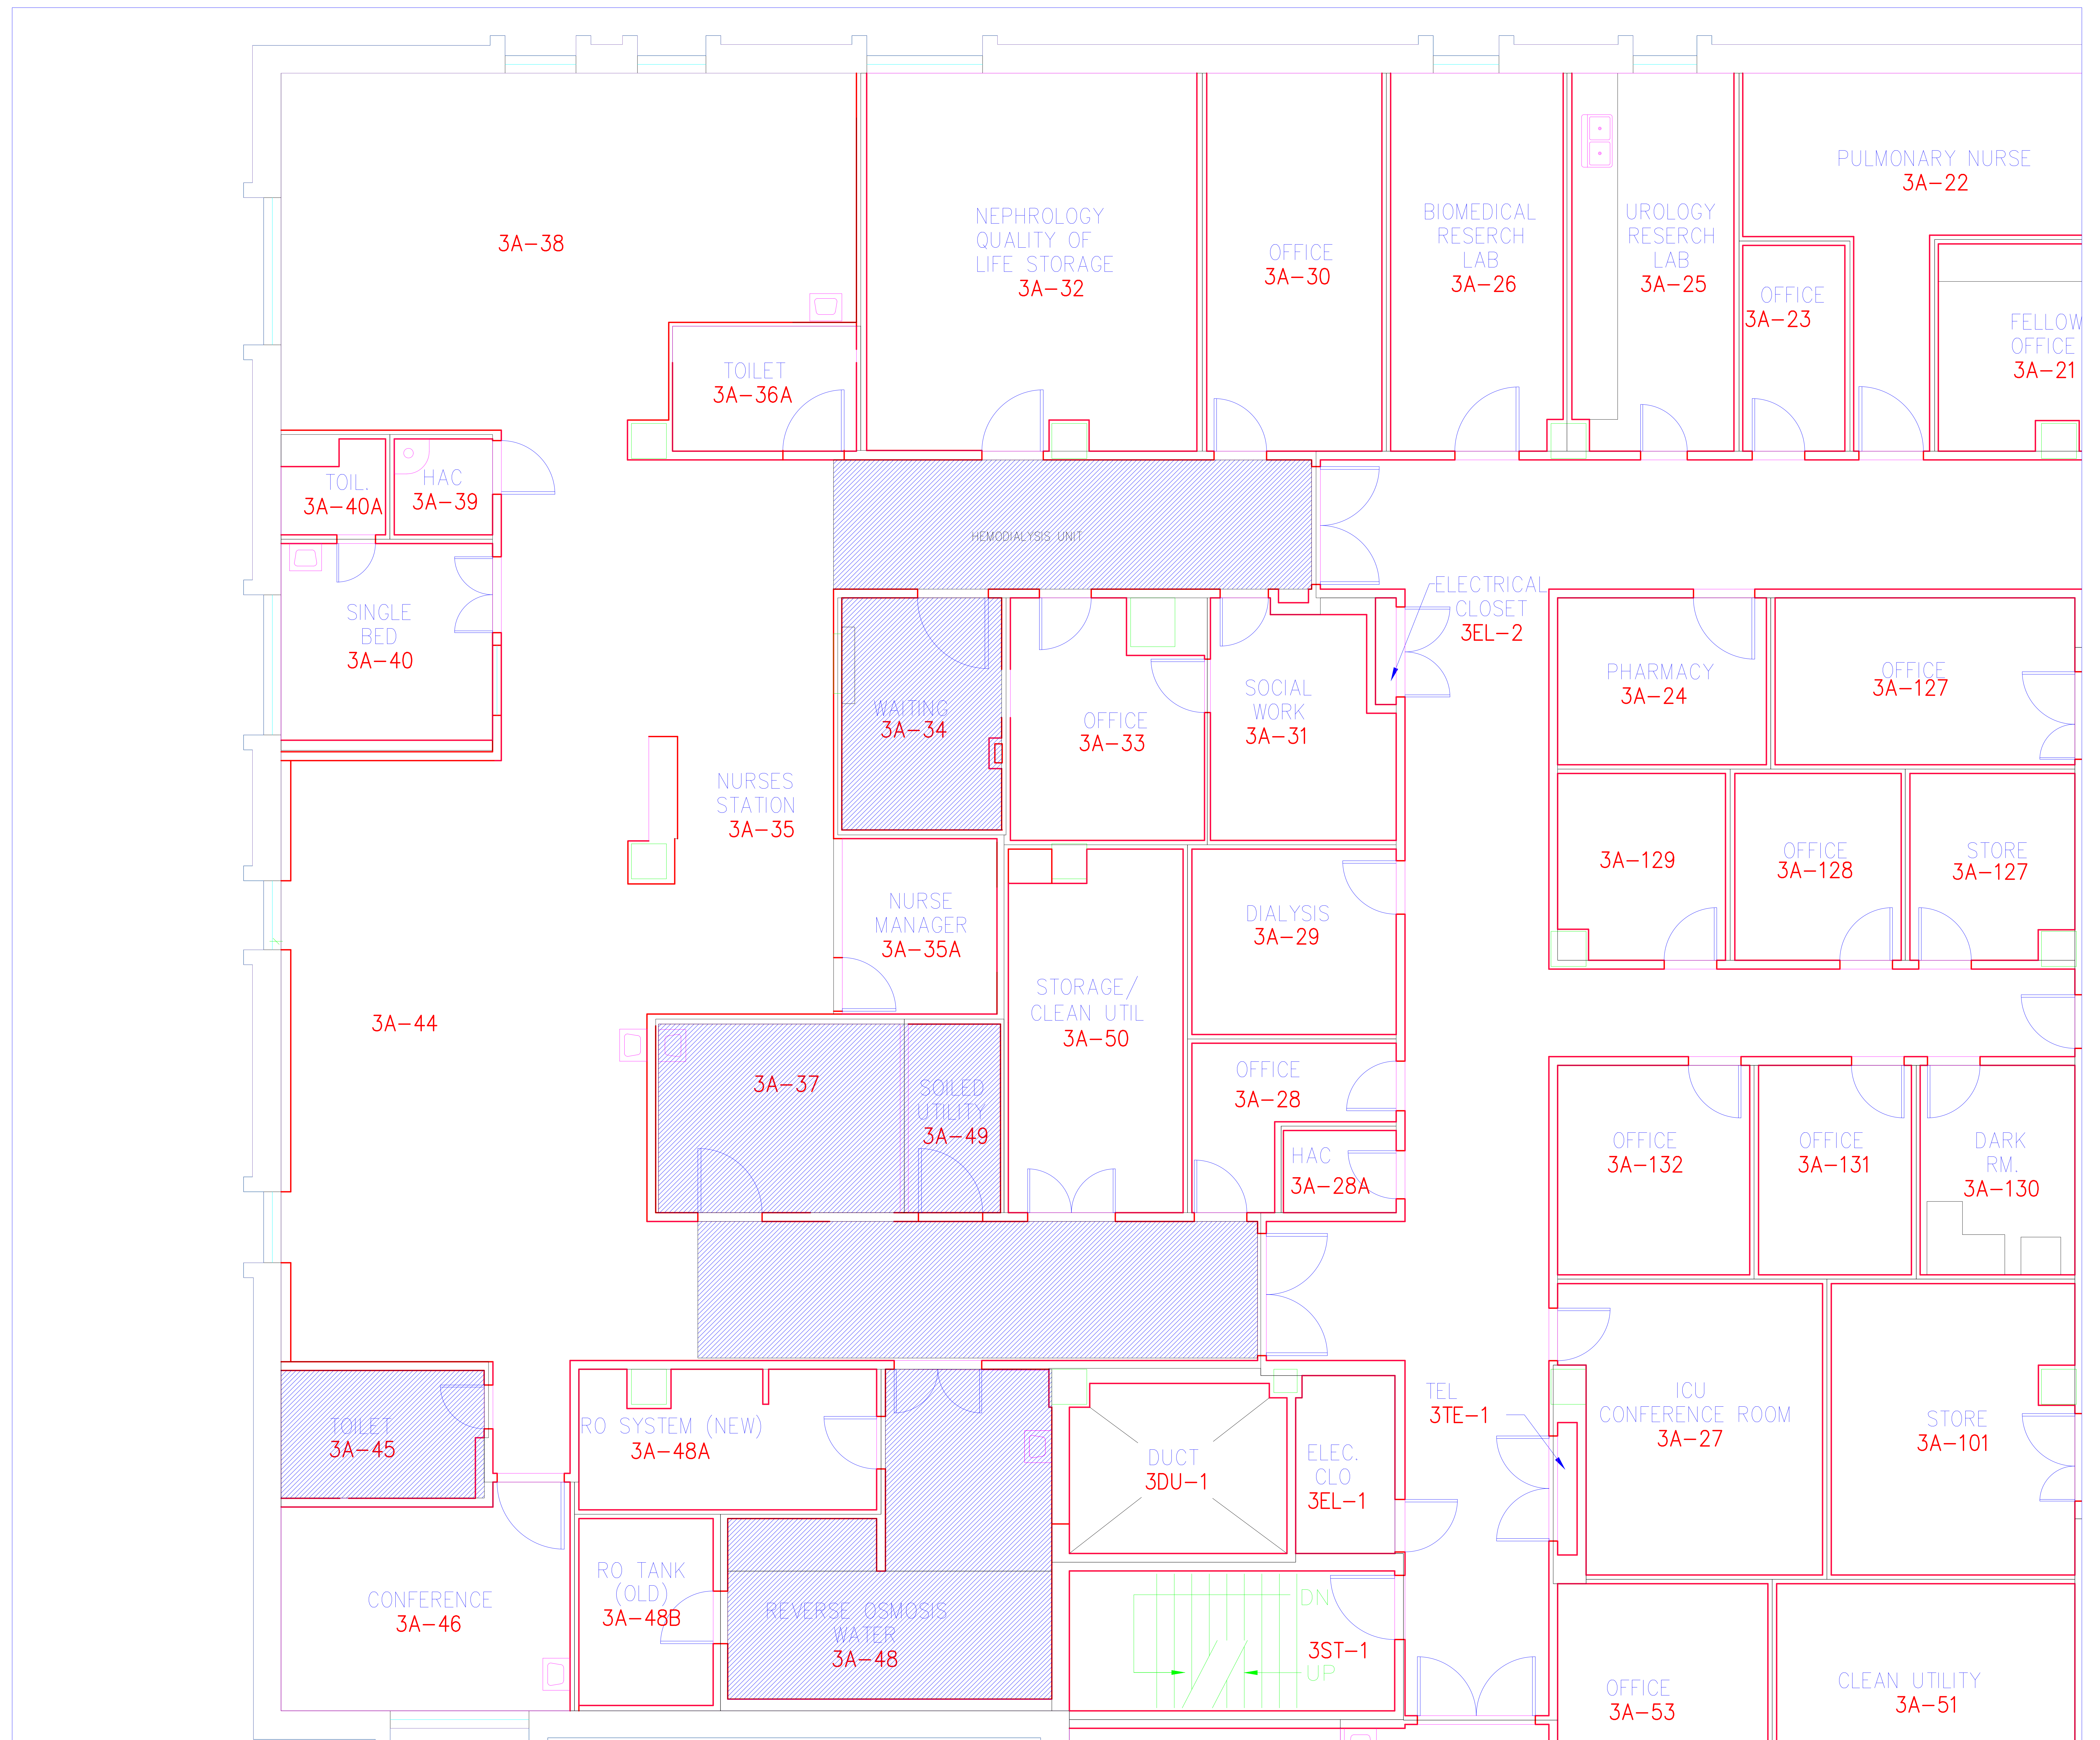 PULMONARY NURSE
3A-22
NEPHROLOGY
QUALITY OF
LIFE STORAGE
3A-32
OFFICE
3A-30
BIOMEDICAL
RESERCH
LAB
3A-26
UROLOGY
RESERCH
LAB
3A-25
3A-38
OFFICE
3A-23
FELLOW
OFFICE
3A-21
TOILET
3A-36A
TOIL.
3A-40A
HAC
3A-39
HEMODIALYSIS UNIT
SINGLE
BED
3A-40
ELECTRICAL
CLOSET
3EL-2
WAITING
3A-34
OFFICE
3A-33
SOCIAL
WORK
3A-31
PHARMACY
3A-24
OFFICE
3A-127
NURSES
STATION
3A-35
3A-129
OFFICE
3A-128
STORE
3A-127
NURSE
MANAGER
3A-35A
DIALYSIS
3A-29
STORAGE/
CLEAN UTIL
3A-50
3A-44
3A-37
SOILED
UTILITY
3A-49
OFFICE
3A-28
HAC
3A-28A
OFFICE
3A-132
OFFICE
3A-131
DARK
RM.
3A-130
TOILET
3A-45
RO SYSTEM (NEW)
3A-48A
DUCT
3DU-1
ELEC.
CLO
3EL-1
TEL
3TE-1
ICU
CONFERENCE ROOM
3A-27
STORE
3A-101
CONFERENCE
3A-46
RO TANK
(OLD)
3A-48B
REVERSE OSMOSIS
WATER
3A-48
DN
3ST-1
UP
OFFICE
3A-53
CLEAN UTILITY
3A-51